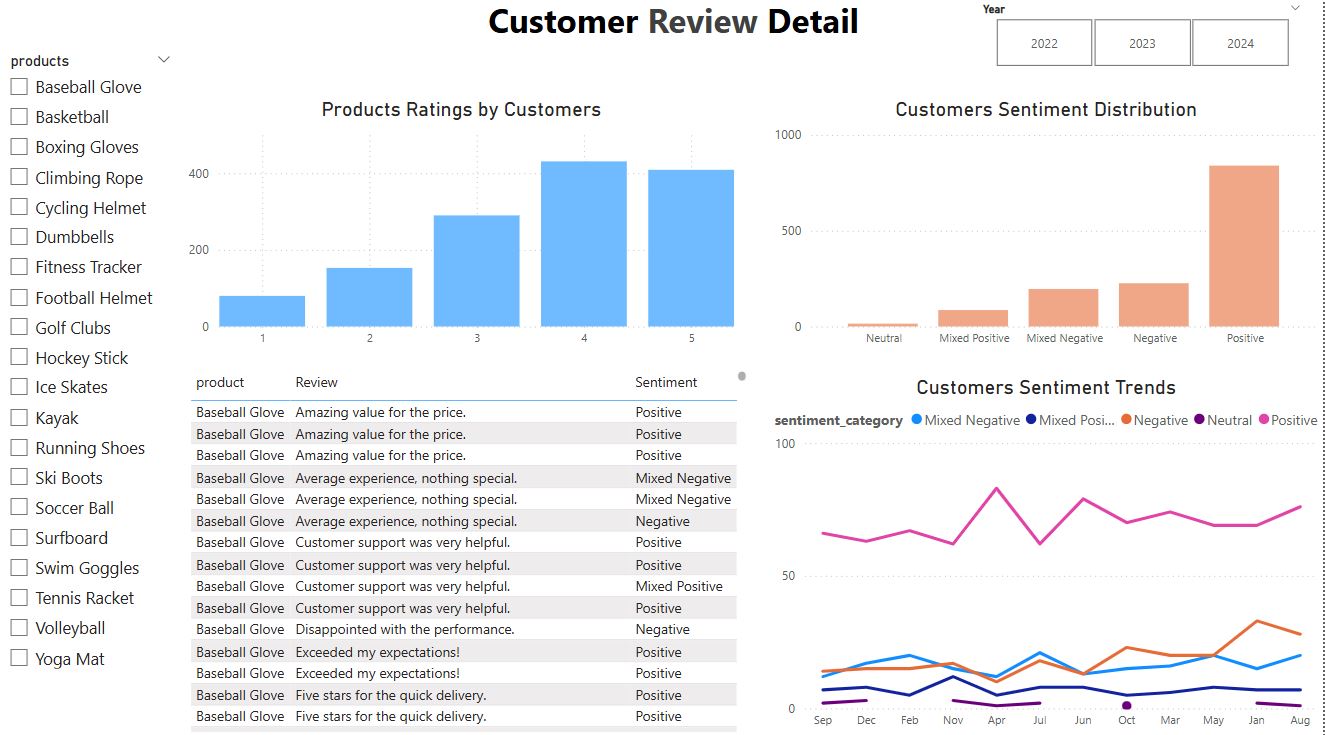 Customer Review Detail
Year
2022 2023 2024
products
Baseball Glove
Basketball
Boxing Gloves
Climbing Rope
Cycling Helmet
Dumbbells
Fitness Tracker
Football Helmet
Golf Clubs
Hockey Stick
Ice Skates
Kayak
Running Shoes
Ski Boots
Soccer Ball
Surfboard
Swim Goggles
Tennis Racket
Volleyball
Yoga Mat
Products Ratings by Customers
400
200
0
1 2 3 4 5
Customers Sentiment Distribution
1000
500
0
Neutral Mixed Positive Mixed Negative Negative Positive
product Review Sentiment
Baseball Glove Amazing value for the price. Positive
Baseball Glove Amazing value for the price. Positive
Baseball Glove Amazing value for the price. Positive
Baseball Glove Average experience, nothing special. Mixed Negative
Baseball Glove Average experience, nothing special. Mixed Negative
Baseball Glove Average experience, nothing special. Negative
Baseball Glove Customer support was very helpful. Positive
Baseball Glove Customer support was very helpful. Positive
Baseball Glove Customer support was very helpful. Mixed Positive
Baseball Glove Customer support was very helpful. Positive
Baseball Glove Disappointed with the performance. Negative
Baseball Glove Exceeded my expectations! Positive
Baseball Glove Exceeded my expectations! Positive
Baseball Glove Five stars for the quick delivery. Positive
Baseball Glove Five stars for the quick delivery. Positive
Customers Sentiment Trends
sentiment_category Mixed Negative Mixed Posi... Negative Neutral Positive
100
50
0
Sep Dec Feb Nov Apr Jul Jun Oct Mar May Jan Aug